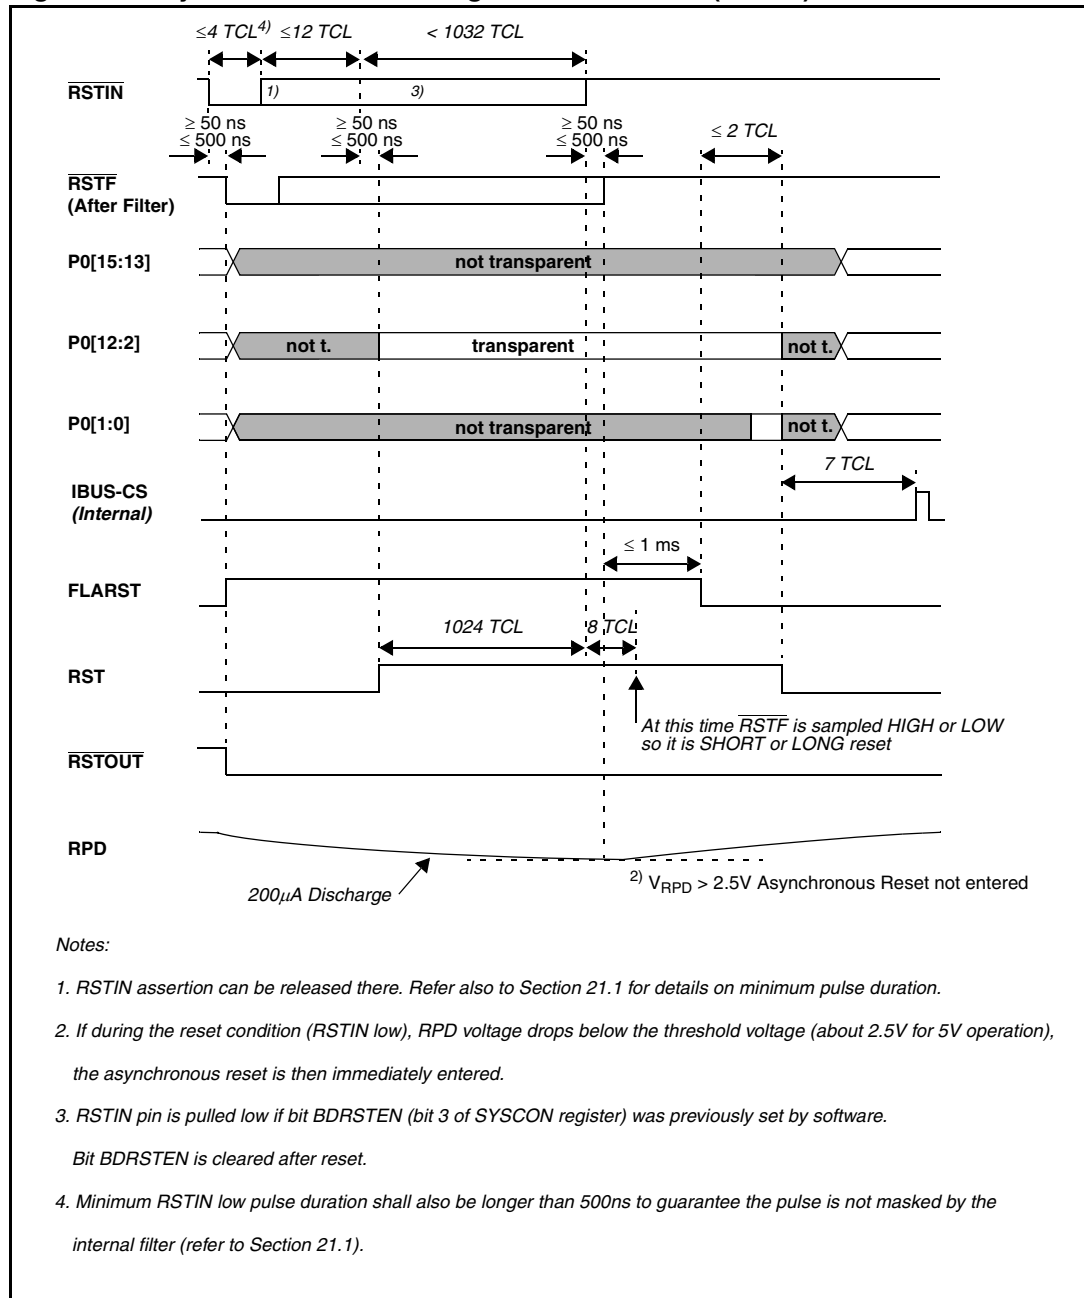 ≤4 TCL4) ≤12 TCL < 1032 TCL
RSTIN
1) 3)
≥ 50 ns ≥ 50 ns ≥ 50 ns
≤ 500 ns ≤ 500 ns ≤ 500 ns
≤ 2 TCL
RSTF
(After Filter)
P0[15:13] not transparent
P0[12:2] not t. transparent not t.
P0[1:0] not transparent not t.
7 TCL
IBUS-CS
(Internal)
≤ 1 ms
FLARST
1024 TCL 8 TCL
RST
At this time RSTF is sampled HIGH or LOW
so it is SHORT or LONG reset
RSTOUT
RPD
200μA Discharge
2) VRPD > 2.5V Asynchronous Reset not entered
Notes:
1. RSTIN assertion can be released there. Refer also to Section 21.1 for details on minimum pulse duration.
2. If during the reset condition (RSTIN low), RPD voltage drops below the threshold voltage (about 2.5V for 5V operation),
the asynchronous reset is then immediately entered.
3. RSTIN pin is pulled low if bit BDRSTEN (bit 3 of SYSCON register) was previously set by software.
Bit BDRSTEN is cleared after reset.
4. Minimum RSTIN low pulse duration shall also be longer than 500ns to guarantee the pulse is not masked by the
internal filter (refer to Section 21.1).